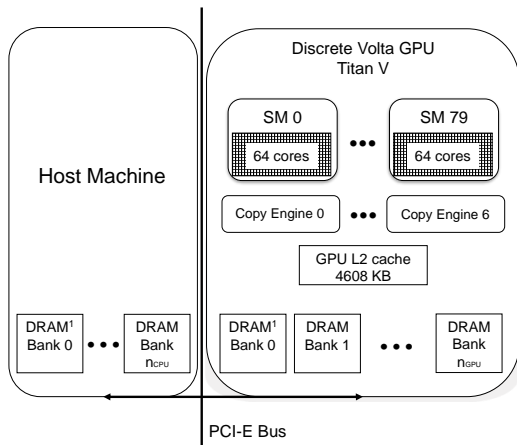 Discrete Volta GPU
Titan V
SM 0
SM 79
64 cores
•••
64 cores
Host Machine
Copy Engine 0
•••
Copy Engine 6
GPU L2 cache
4608 KB
DRAM¹
Bank 0
•••
DRAM
Bank
nCPU
DRAM¹
Bank 0
DRAM
Bank 1
•••
DRAM
Bank
nGPU
PCI-E Bus